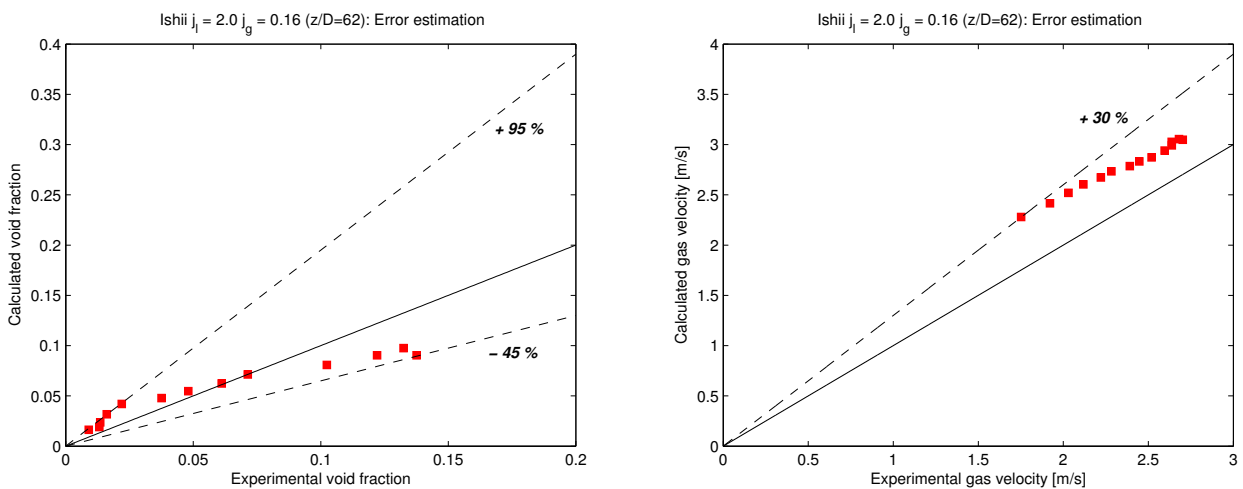 Ishii j_l = 2.0 j_g = 0.16 (z/D=62): Error estimation
0.4
0.35
0.3
0.25
0.2
0.15
0.1
0.05
0
Calculated void fraction
+ 95 %
– 45 %
0 0.05 0.1 0.15 0.2
Experimental void fraction
Ishii j_l = 2.0 j_g = 0.16 (z/D=62): Error estimation
4
3.5
3
2.5
2
1.5
1
0.5
0
Calculated gas velocity [m/s]
+ 30 %
0 0.5 1 1.5 2 2.5 3
Experimental gas velocity [m/s]